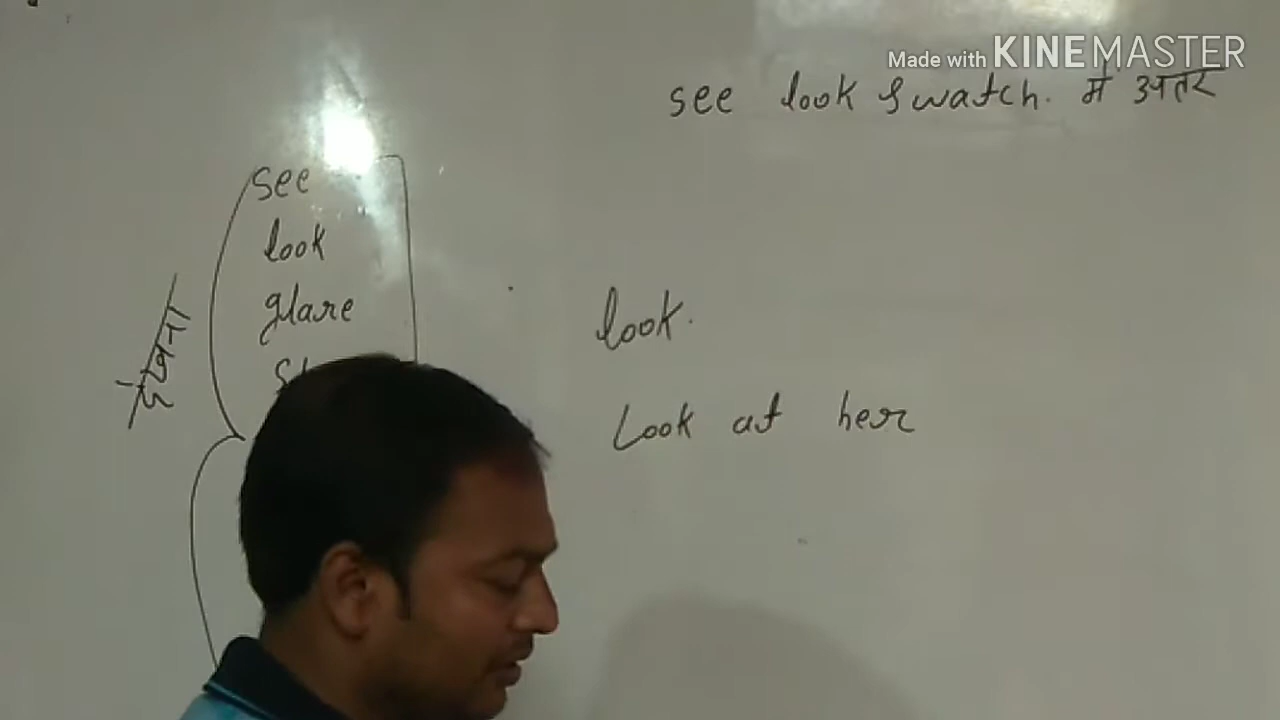 Made with KINEMASTER
see look & watch. में अंतर
see
look
glare
देखना
look.
Look at her